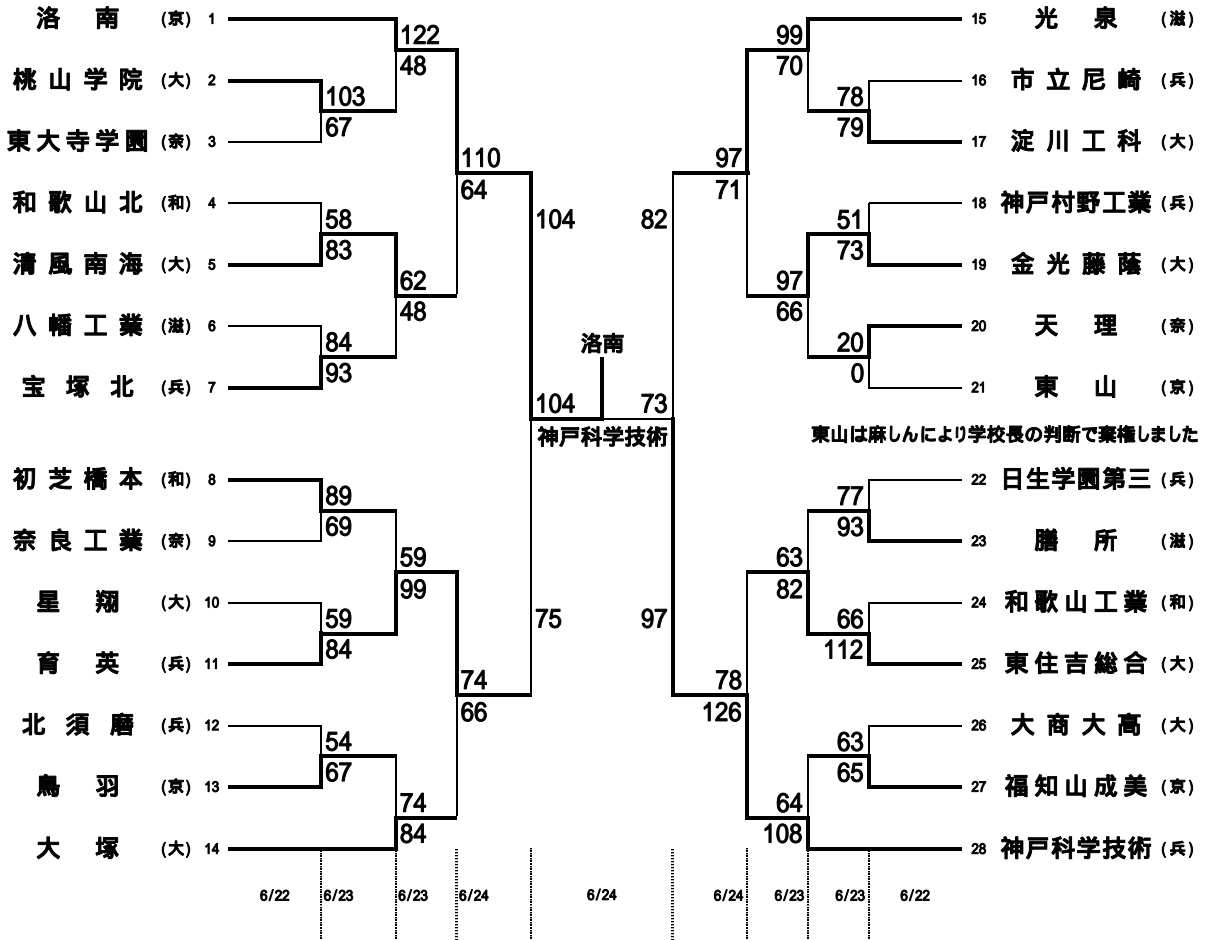 洛南 (京) 1
桃山学院 (大) 2
東大寺学園 (奈) 3
和歌山北 (和) 4
清風南海 (大) 5
八幡工業 (滋) 6
宝塚北 (兵) 7
初芝橋本 (和) 8
奈良工業 (奈) 9
星翔 (大) 10
育英 (兵) 11
北須磨 (兵) 12
鳥羽 (京) 13
大塚 (大) 14
103
67
58
83
84
93
89
69
59
84
54
67
122
48
62
48
59
99
74
84
110
64
74
66
104
75
洛南
104 73
神戸科学技術
82
97
97
71
78
126
99
70
97
66
63
82
64
108
78
79
51
73
20
0
77
93
66
112
63
65
15 光泉 (滋)
16 市立尼崎 (兵)
17 淀川工科 (大)
18 神戸村野工業 (兵)
19 金光藤蔭 (大)
20 天理 (奈)
21 東山 (京)
東山は麻しんにより学校長の判断で棄権しました
22 日生学園第三 (兵)
23 膳所 (滋)
24 和歌山工業 (和)
25 東住吉総合 (大)
26 大商大高 (大)
27 福知山成美 (京)
28 神戸科学技術 (兵)
6/22 6/23 6/23 6/24 6/24 6/24 6/23 6/23 6/22